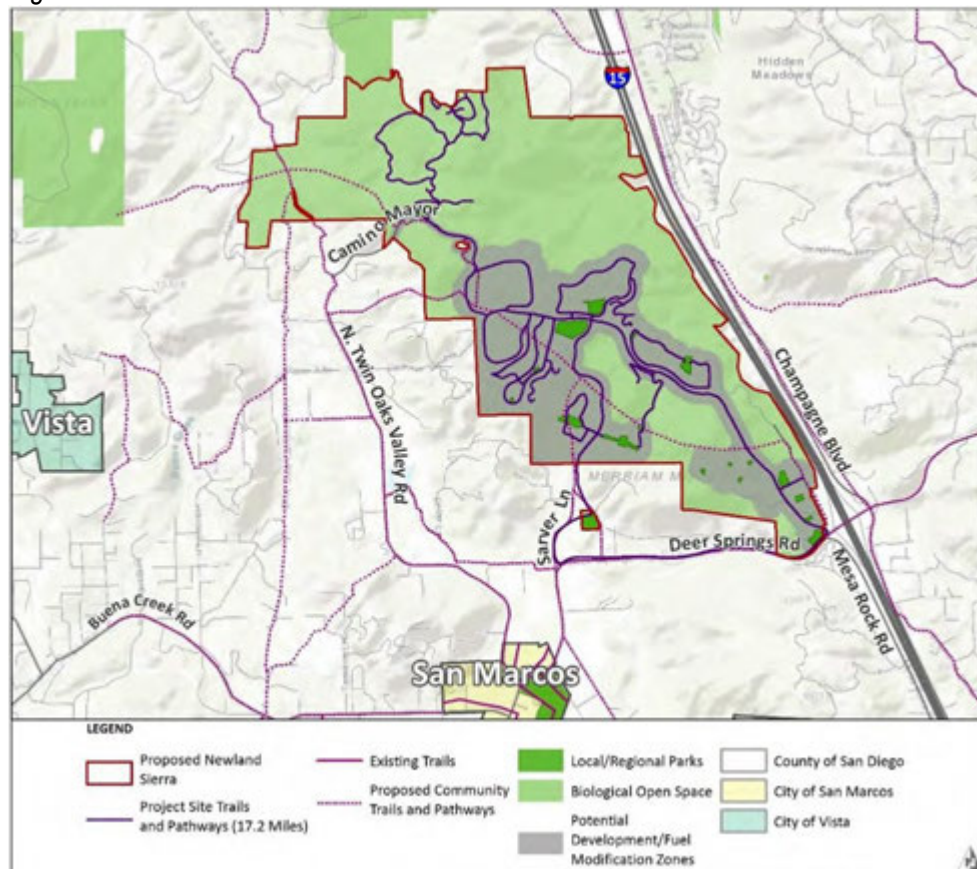 15
Hidden
Meadows
Camino Mayor
N. Twin Oaks Valley Rd
Champagne Blvd
Vista
Sarver Ln
Deer Springs Rd
Mesa Rock Rd
Buena Creek Rd
San Marcos
LEGEND
Proposed Newland
Sierra
Project Site Trails
and Pathways (17.2 Miles)
Existing Trails
Proposed Community
Trails and Pathways
Local/Regional Parks
Biological Open Space
Potential
Development/Fuel
Modification Zones
County of San Diego
City of San Marcos
City of Vista